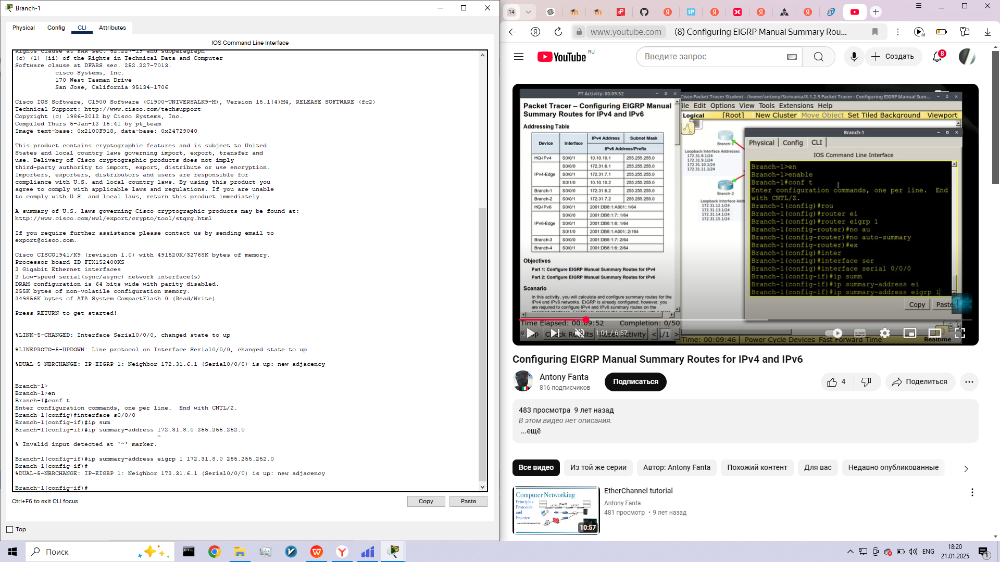 Branch-1
Physical
Config
CLI
Attributes
IOS Command Line Interface
Rights clause at FAR sec. 52.227-19 and subparagraph
(c) (1) (ii) of the Rights in Technical Data and Computer
Software clause at DFARS sec. 252.227-7013.
cisco Systems, Inc.
170 West Tasman Drive
San Jose, California 95134-1706
Cisco IOS Software, C1900 Software (C1900-UNIVERSALK9-M), Version 15.1(4)M4, RELEASE SOFTWARE (fc2)
Technical Support: http://www.cisco.com/techsupport
Copyright (c) 1986-2012 by Cisco Systems, Inc.
Compiled Thurs 5-Jan-12 15:41 by pt_team
Image text-base: 0x2100F918, data-base: 0x24729040
This product contains cryptographic features and is subject to United
States and local country laws governing import, export, transfer and
use. Delivery of Cisco cryptographic products does not imply
third-party authority to import, export, distribute or use encryption.
Importers, exporters, distributors and users are responsible for
compliance with U.S. and local country laws. By using this product you
agree to comply with applicable laws and regulations. If you are unable
to comply with U.S. and local laws, return this product immediately.
A summary of U.S. laws governing Cisco cryptographic products may be found at:
http://www.cisco.com/wwl/export/crypto/tool/stqrg.html
If you require further assistance please contact us by sending email to
export@cisco.com.
Cisco CISCO1941/K9 (revision 1.0) with 491520K/32768K bytes of memory.
Processor board ID FTX152400KS
2 Gigabit Ethernet interfaces
2 Low-speed serial(sync/async) network interface(s)
DRAM configuration is 64 bits wide with parity disabled.
255K bytes of non-volatile configuration memory.
249856K bytes of ATA System CompactFlash 0 (Read/Write)
Press RETURN to get started!
%LINK-5-CHANGED: Interface Serial0/0/0, changed state to up
%LINEPROTO-5-UPDOWN: Line protocol on Interface Serial0/0/0, changed state to up
%DUAL-5-NBRCHANGE: IP-EIGRP 1: Neighbor 172.31.6.1 (Serial0/0/0) is up: new adjacency
Branch-1>
Branch-1>en
Branch-1#conf t
Enter configuration commands, one per line.  End with CNTL/Z.
Branch-1(config)#interface s0/0/0
Branch-1(config-if)#ip sum
Branch-1(config-if)#ip summary-address 172.31.8.0 255.255.252.0
^
% Invalid input detected at '^' marker.
Branch-1(config-if)#ip summary-address eigrp 1 172.31.8.0 255.255.252.0
Branch-1(config-if)#
%DUAL-5-NBRCHANGE: IP-EIGRP 1: Neighbor 172.31.6.1 (Serial0/0/0) is up: new adjacency
Branch-1(config-if)#
Ctrl+F6 to exit CLI focus
Copy
Paste
Top
14
www.youtube.com
(8) Configuring EIGRP Manual Summary Rou...
YouTube RU
Введите запрос
Создать
8
PT Activity: 00:09:52
Packet Tracer – Configuring EIGRP Manual
Summary Routes for IPv4 and IPv6
Addressing Table
Device Interface IPv4 Address Subnet Mask
IPv6 Address/Prefix
HQ-IPv4 S0/0/1 10.10.10.1 255.255.255.0
IPv4-Edge S0/0/0 172.31.6.1 255.255.255.0
S0/0/1 172.31.7.1 255.255.255.0
S0/1/0 10.10.10.2 255.255.255.0
Branch-1 S0/0/0 172.31.6.2 255.255.255.0
Branch-2 S0/0/1 172.31.7.2 255.255.255.0
HQ-IPv6 S0/0/1 2001:DB8:1:A001::1/64
IPv6-Edge S0/0/0 2001:DB8:1:7::1/64
S0/0/1 2001:DB8:1:6::1/64
S0/1/0 2001:DB8:1:A001::2/164
Branch-3 S0/0/0 2001:DB8:1:7::2/64
Branch-4 S0/0/1 2001:DB8:1:6::2/64
Objectives
Part 1: Configure EIGRP Manual Summary Routes for IPv4
Part 2: Configure EIGRP Manual Summary Routes for IPv6
Scenario
In this activity, you will calculate and configure summary routes for the
IPv4 and IPv6 networks. EIGRP is already configured; however, you
are required to configure IPv4 and IPv6 summary routes on the
Time Elapsed: 00:09:52 Completion: 0/50
Check Results
Reset Activity
1/1
Cisco Packet Tracer Student - /home/antony/Scrivania/8.1.2.5 Packet Tracer - Configuring EIGRP Manual Sum...
ile Edit Options View Tools Extensions Help
Logical [Root] New Cluster Move Object Set Tiled Background Viewport
Branch-1
Loopback Interface Addresses
172.31.8.1/24
172.31.9.1/24
172.31.10.1/24
172.31.11.1/24
Branch-2
Loopback Interface Add
172.31.12.1/24
172.31.13.1/24
172.31.14.1/24
172.31.15.1/24
Branch-1
Physical Config CLI
IOS Command Line Interface
Branch-1>en
Branch-1>enable
Branch-1#conf t
Enter configuration commands, one per line.  End
with CNTL/Z.
Branch-1(config)#rou
Branch-1(config)#router ei
Branch-1(config)#router eigrp 1
Branch-1(config-router)#no au
Branch-1(config-router)#no auto-summary
Branch-1(config-router)#ex
Branch-1(config)#inter
Branch-1(config)#interface ser
Branch-1(config)#interface serial 0/0/0
Branch-1(config-if)#ip summ
Branch-1(config-if)#ip summary-address ei
Branch-1(config-if)#ip summary-address eigrp 1
Copy
Paste
Time: 00:09:46 Power Cycle Devices Fast Forward Time
Realtime
1:01 / 6:57
Configuring EIGRP Manual Summary Routes for IPv4 and IPv6
Antony Fanta
816 подписчиков
Подписаться
4
Поделиться
483 просмотра 9 лет назад
В этом видео нет описания.
...ещё
Все видео
Из той же серии
Автор: Antony Fanta
Похожий контент
Для вас
Недавно опубликованные
Computer Networking
Principles
Protocols
and
Practice
10:57
EtherChannel tutorial
Antony Fanta
481 просмотр • 9 лет назад
Поиск
ENG
18:20
21.01.2025
1